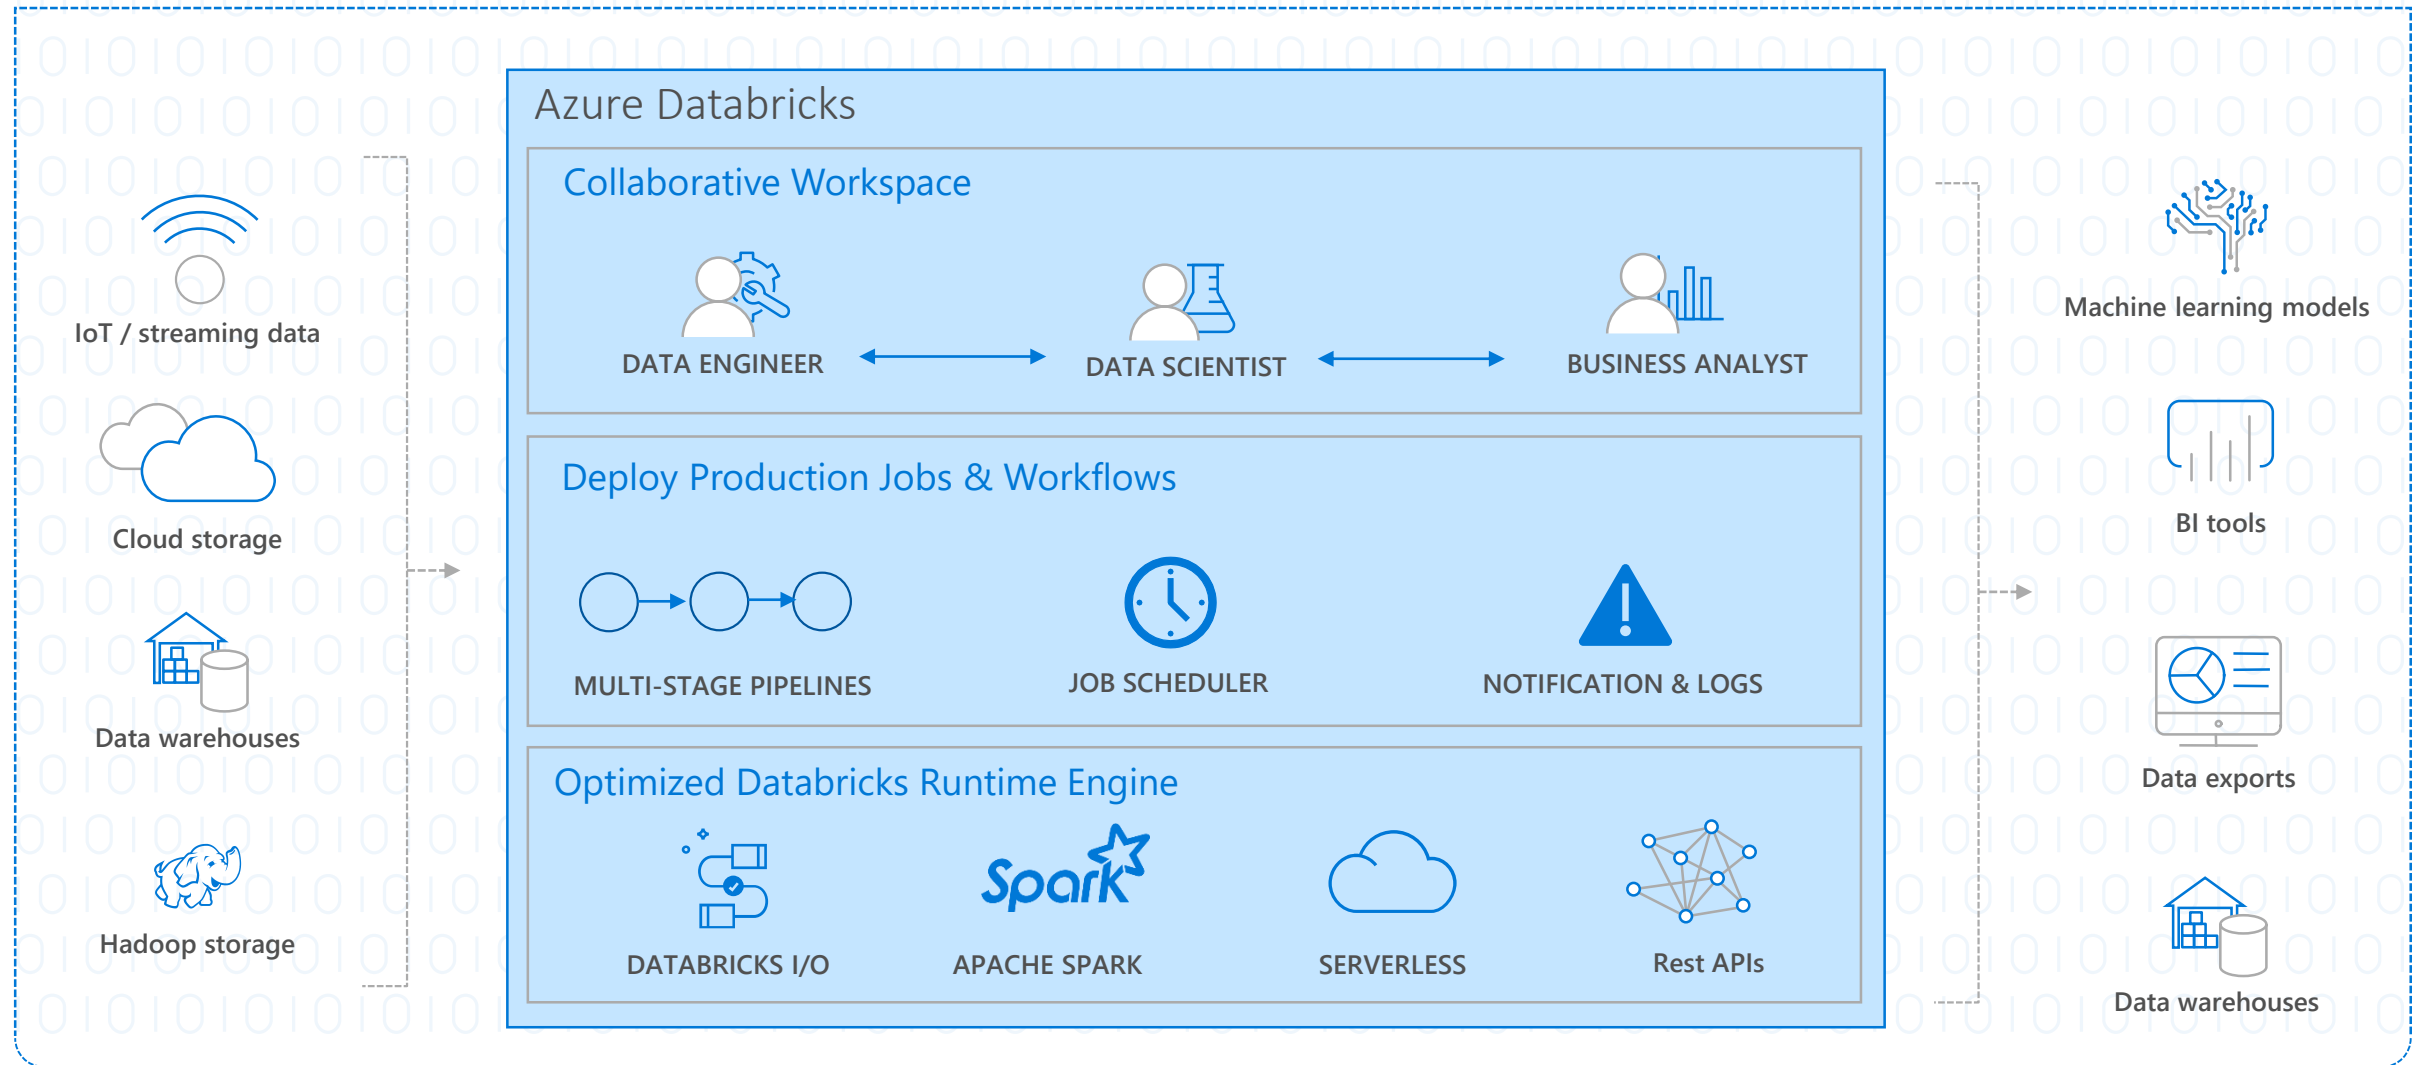 Azure Databricks
Collaborative Workspace
DATA ENGINEER
DATA SCIENTIST
BUSINESS ANALYST
Deploy Production Jobs & Workflows
MULTI-STAGE PIPELINES
JOB SCHEDULER
NOTIFICATION & LOGS
Optimized Databricks Runtime Engine
Spark
DATABRICKS I/O
APACHE SPARK
SERVERLESS
Rest APIs
IoT / streaming data
Cloud storage
Data warehouses
Hadoop storage
Machine learning models
BI tools
Data exports
Data warehouses